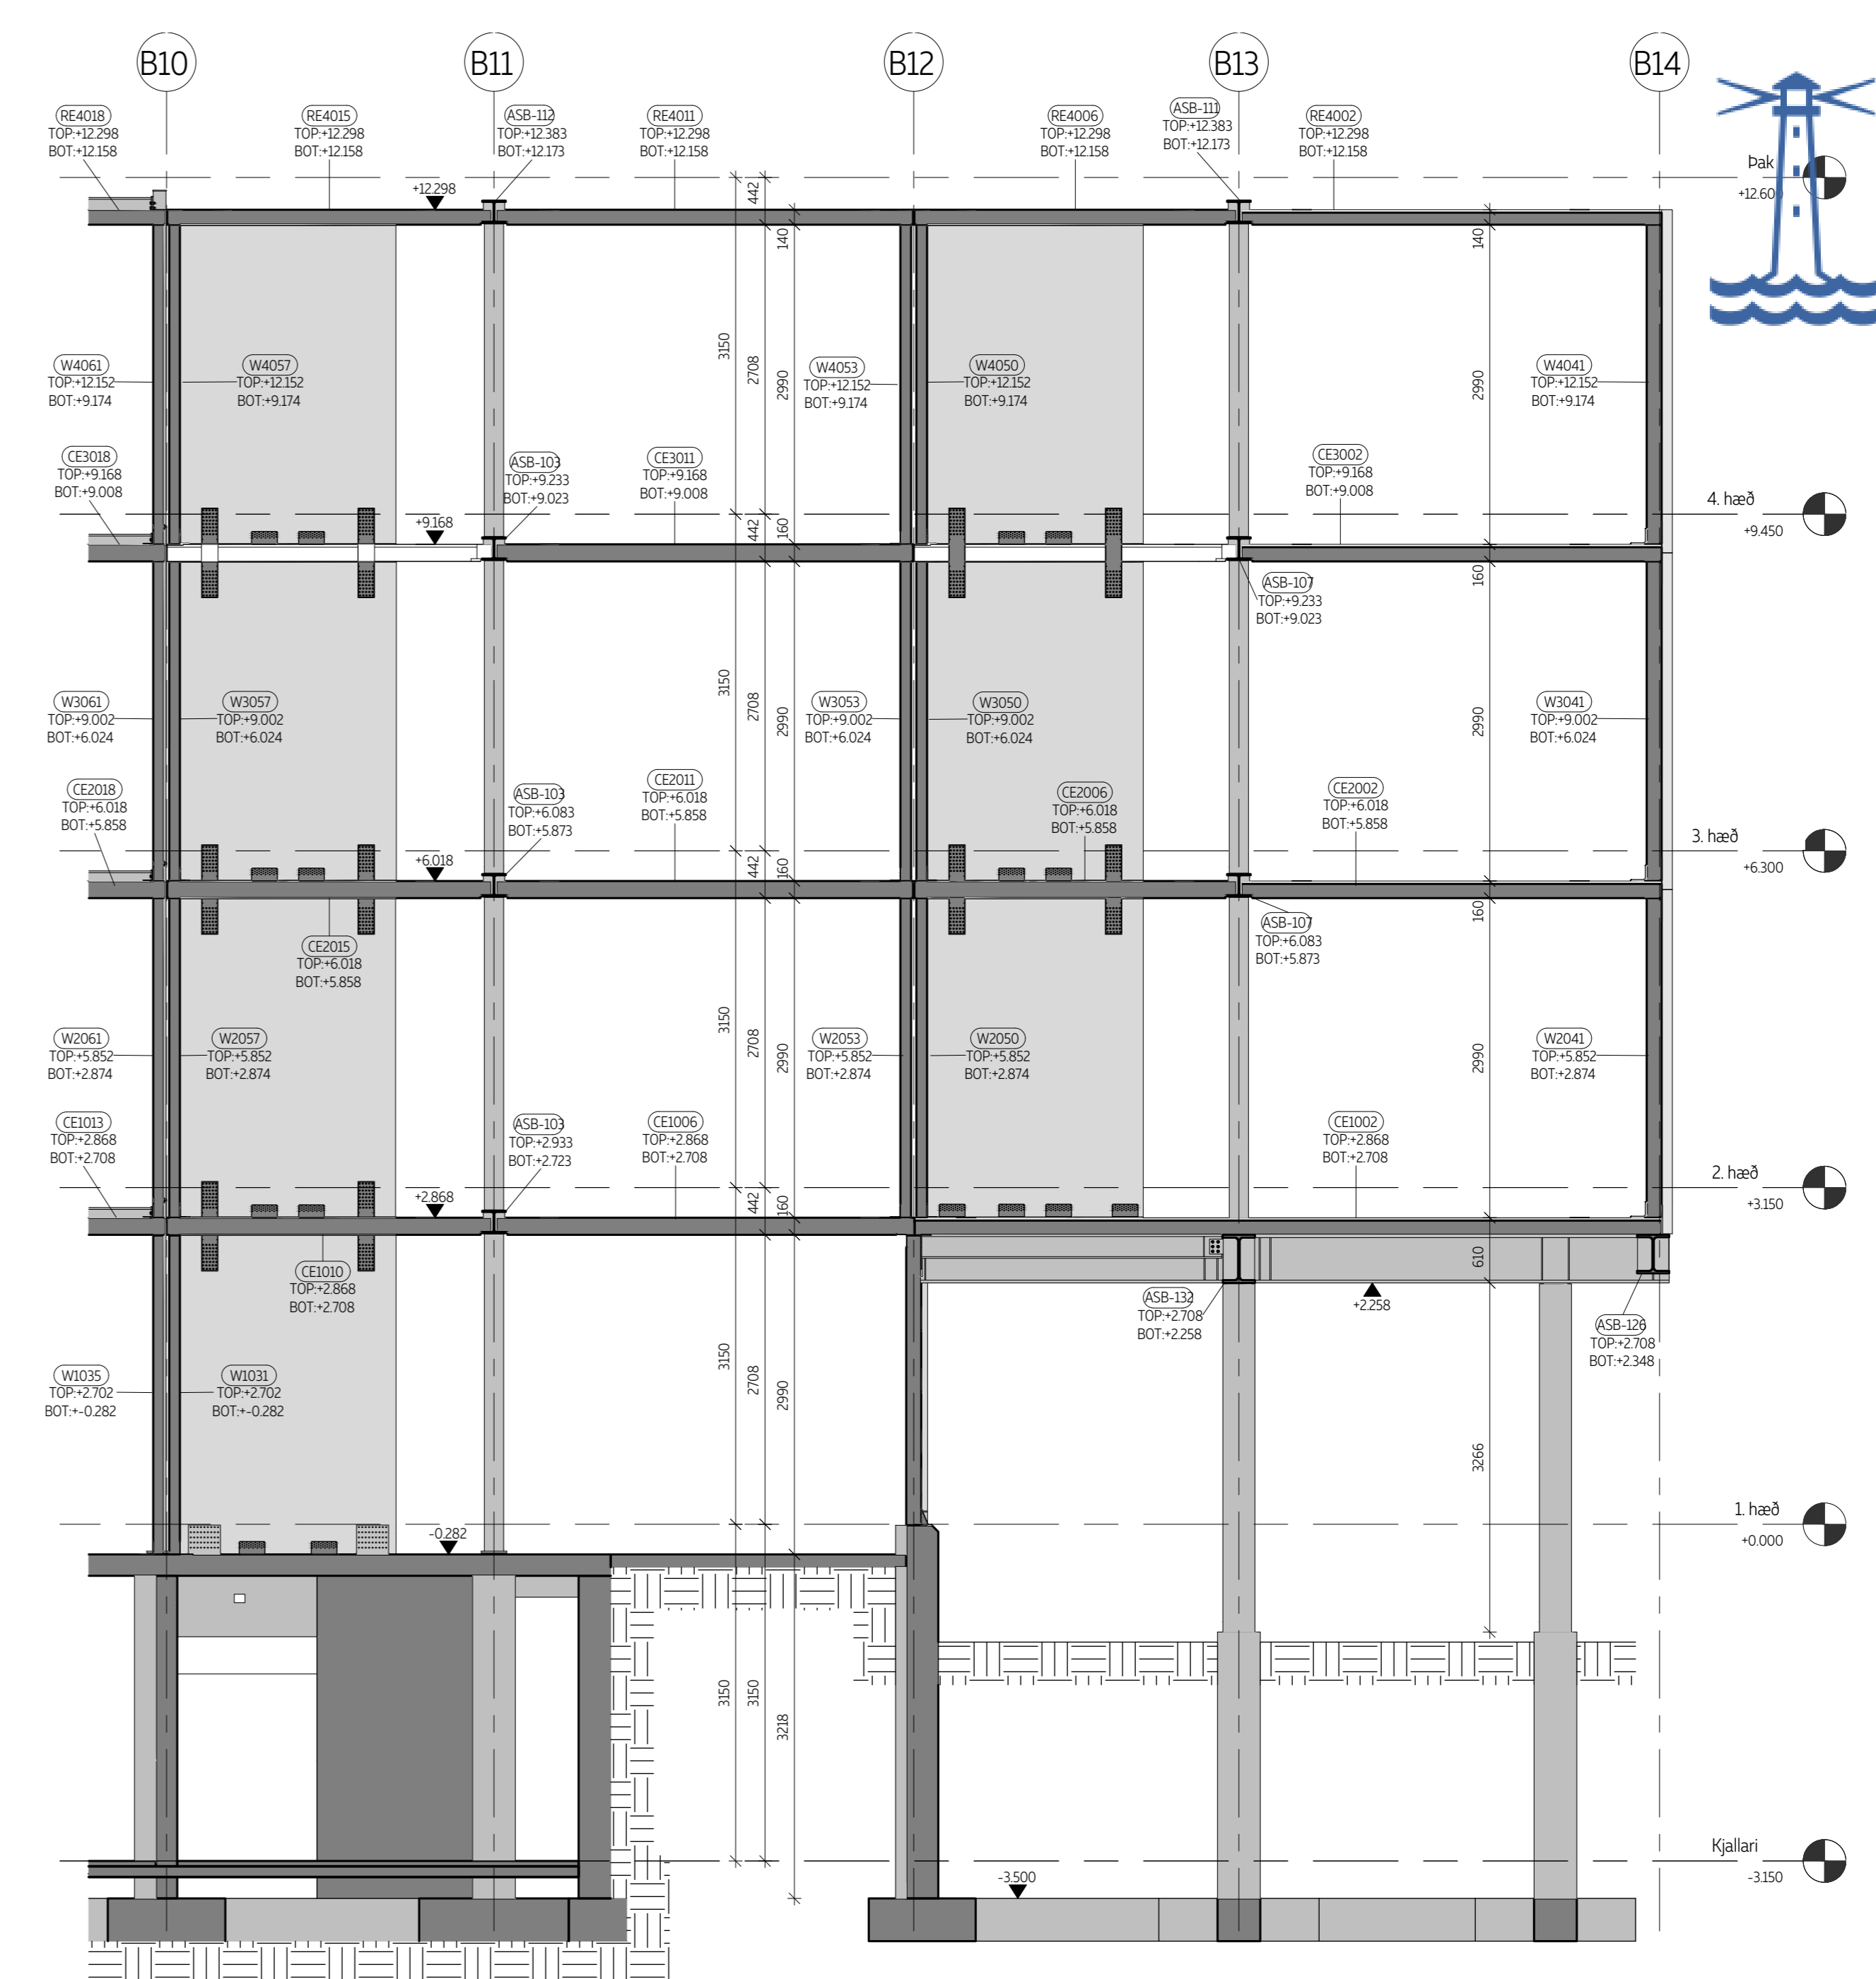 B10
B11
B12
B13
B14
RE4018
TOP:+12.298
BOT:+12.158
RE4015
TOP:+12.298
BOT:+12.158
ASB-112
TOP:+12.383
BOT:+12.173
RE4011
TOP:+12.298
BOT:+12.158
RE4006
TOP:+12.298
BOT:+12.158
ASB-111
TOP:+12.383
BOT:+12.173
RE4002
TOP:+12.298
BOT:+12.158
Þak
+12.600
+12.298
442
140
140
3150
2708
2990
2990
W4061
TOP:+12.152
BOT:+9.174
W4057
TOP:+12.152
BOT:+9.174
W4053
TOP:+12.152
BOT:+9.174
W4050
TOP:+12.152
BOT:+9.174
W4041
TOP:+12.152
BOT:+9.174
CE3018
TOP:+9.168
BOT:+9.008
ASB-103
TOP:+9.233
BOT:+9.023
CE3011
TOP:+9.168
BOT:+9.008
CE3002
TOP:+9.168
BOT:+9.008
4. hæð
+9.450
+9.168
442
160
160
ASB-107
TOP:+9.233
BOT:+9.023
3150
2708
2990
2990
W3061
TOP:+9.002
BOT:+6.024
W3057
TOP:+9.002
BOT:+6.024
W3053
TOP:+9.002
BOT:+6.024
W3050
TOP:+9.002
BOT:+6.024
W3041
TOP:+9.002
BOT:+6.024
CE2018
TOP:+6.018
BOT:+5.858
ASB-103
TOP:+6.083
BOT:+5.873
CE2011
TOP:+6.018
BOT:+5.858
CE2006
TOP:+6.018
BOT:+5.858
CE2002
TOP:+6.018
BOT:+5.858
3. hæð
+6.300
+6.018
442
160
160
CE2015
TOP:+6.018
BOT:+5.858
ASB-107
TOP:+6.083
BOT:+5.873
3150
2708
2990
2990
W2061
TOP:+5.852
BOT:+2.874
W2057
TOP:+5.852
BOT:+2.874
W2053
TOP:+5.852
BOT:+2.874
W2050
TOP:+5.852
BOT:+2.874
W2041
TOP:+5.852
BOT:+2.874
CE1013
TOP:+2.868
BOT:+2.708
ASB-103
TOP:+2.933
BOT:+2.723
CE1006
TOP:+2.868
BOT:+2.708
CE1002
TOP:+2.868
BOT:+2.708
2. hæð
+3.150
+2.868
442
160
610
CE1010
TOP:+2.868
BOT:+2.708
ASB-132
TOP:+2.708
BOT:+2.258
+2.258
ASB-126
TOP:+2.708
BOT:+2.348
3150
2708
2990
W1035
TOP:+2.702
BOT:+-0.282
W1031
TOP:+2.702
BOT:+-0.282
3266
1. hæð
+0.000
-0.282
3150
3150
3218
Kjallari
-3.150
-3.500